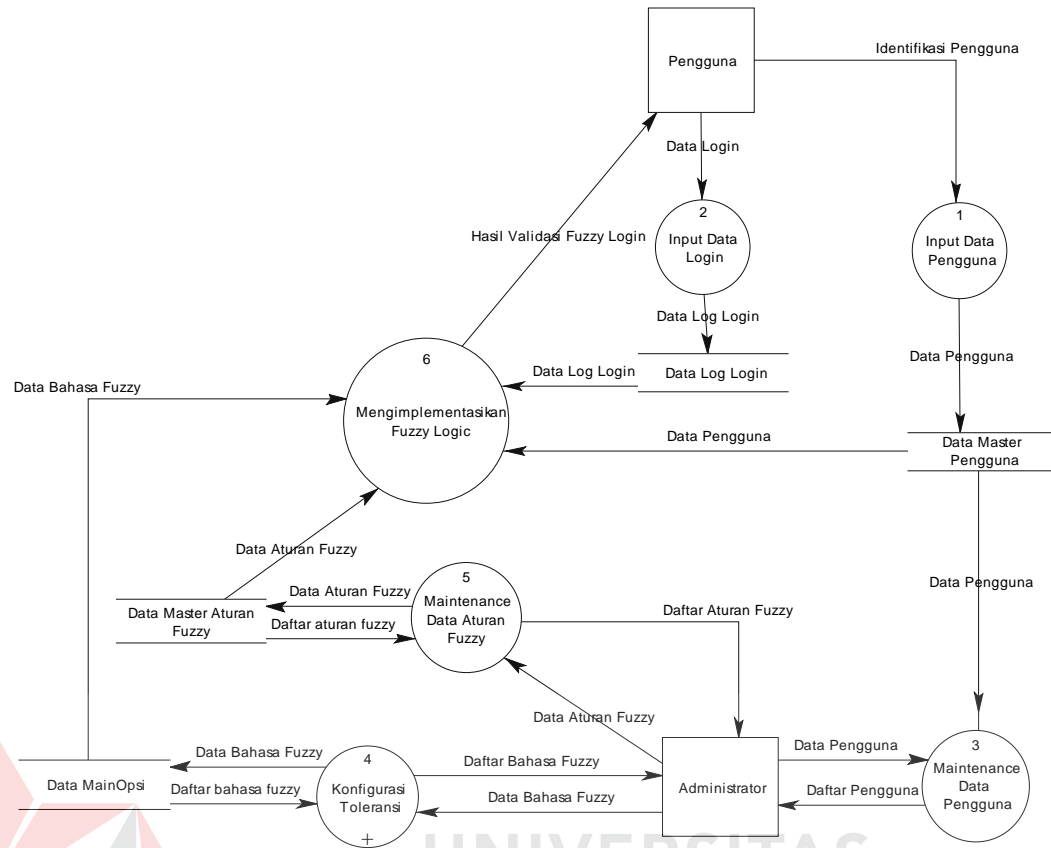 Identifikasi Pengguna
Pengguna
Data Login
2
Input Data
Login
1
Input Data
Pengguna
Hasil Validasi Fuzzy Login
Data Log Login
Data Pengguna
6
Mengimplementasikan
Fuzzy Logic
Data Log Login
Data Log Login
Data Bahasa Fuzzy
Data Pengguna
Data Master
Pengguna
Data Aturan Fuzzy
Data Pengguna
5
Maintenance
Data Aturan
Fuzzy
Data Aturan Fuzzy
Daftar aturan fuzzy
Data Master Aturan
Fuzzy
Daftar Aturan Fuzzy
Data Aturan Fuzzy
Data Bahasa Fuzzy
4
Konfigurasi
Toleransi
+
Daftar Bahasa Fuzzy
Data Pengguna
3
Maintenance
Data
Pengguna
Data MainOpsi
Daftar bahasa fuzzy
Data Bahasa Fuzzy
Administrator
Daftar Pengguna
UNIVERSITAS